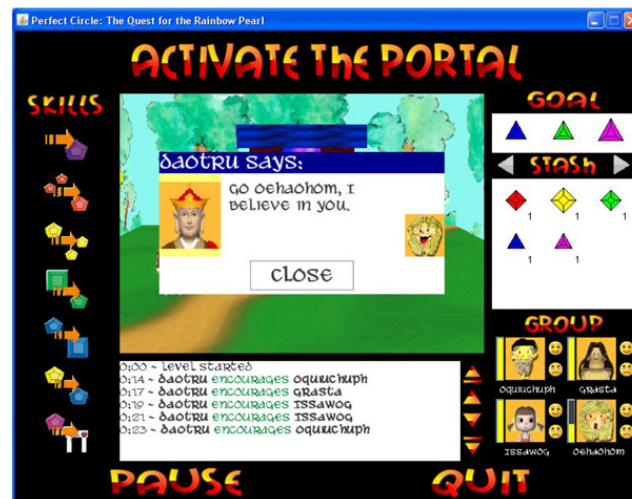 Perfect Circle: The Quest for the Rainbow Pearl
ACTIVATE THE PORTAL
SKILLS
GOAL
STASH
1 1 1
1 1
DAOTRU SAYS:
GO OEHAOHOM, I
BELIEVE IN YOU.
CLOSE
0:00 ~ LEVEL STARTED
0:14 ~ DAOTRU ENCOURAGES OQUIUCHUPH
0:17 ~ DAOTRU ENCOURAGES GRASTA
0:19 ~ DAOTRU ENCOURAGES ISSAWOG
0:21 ~ DAOTRU ENCOURAGES ISSAWOG
0:23 ~ DAOTRU ENCOURAGES OQUIUCHUPH
GROUP
OQUIUCHUPH GRASTA
ISSAWOG OEHAOHOM
PAUSE QUIT